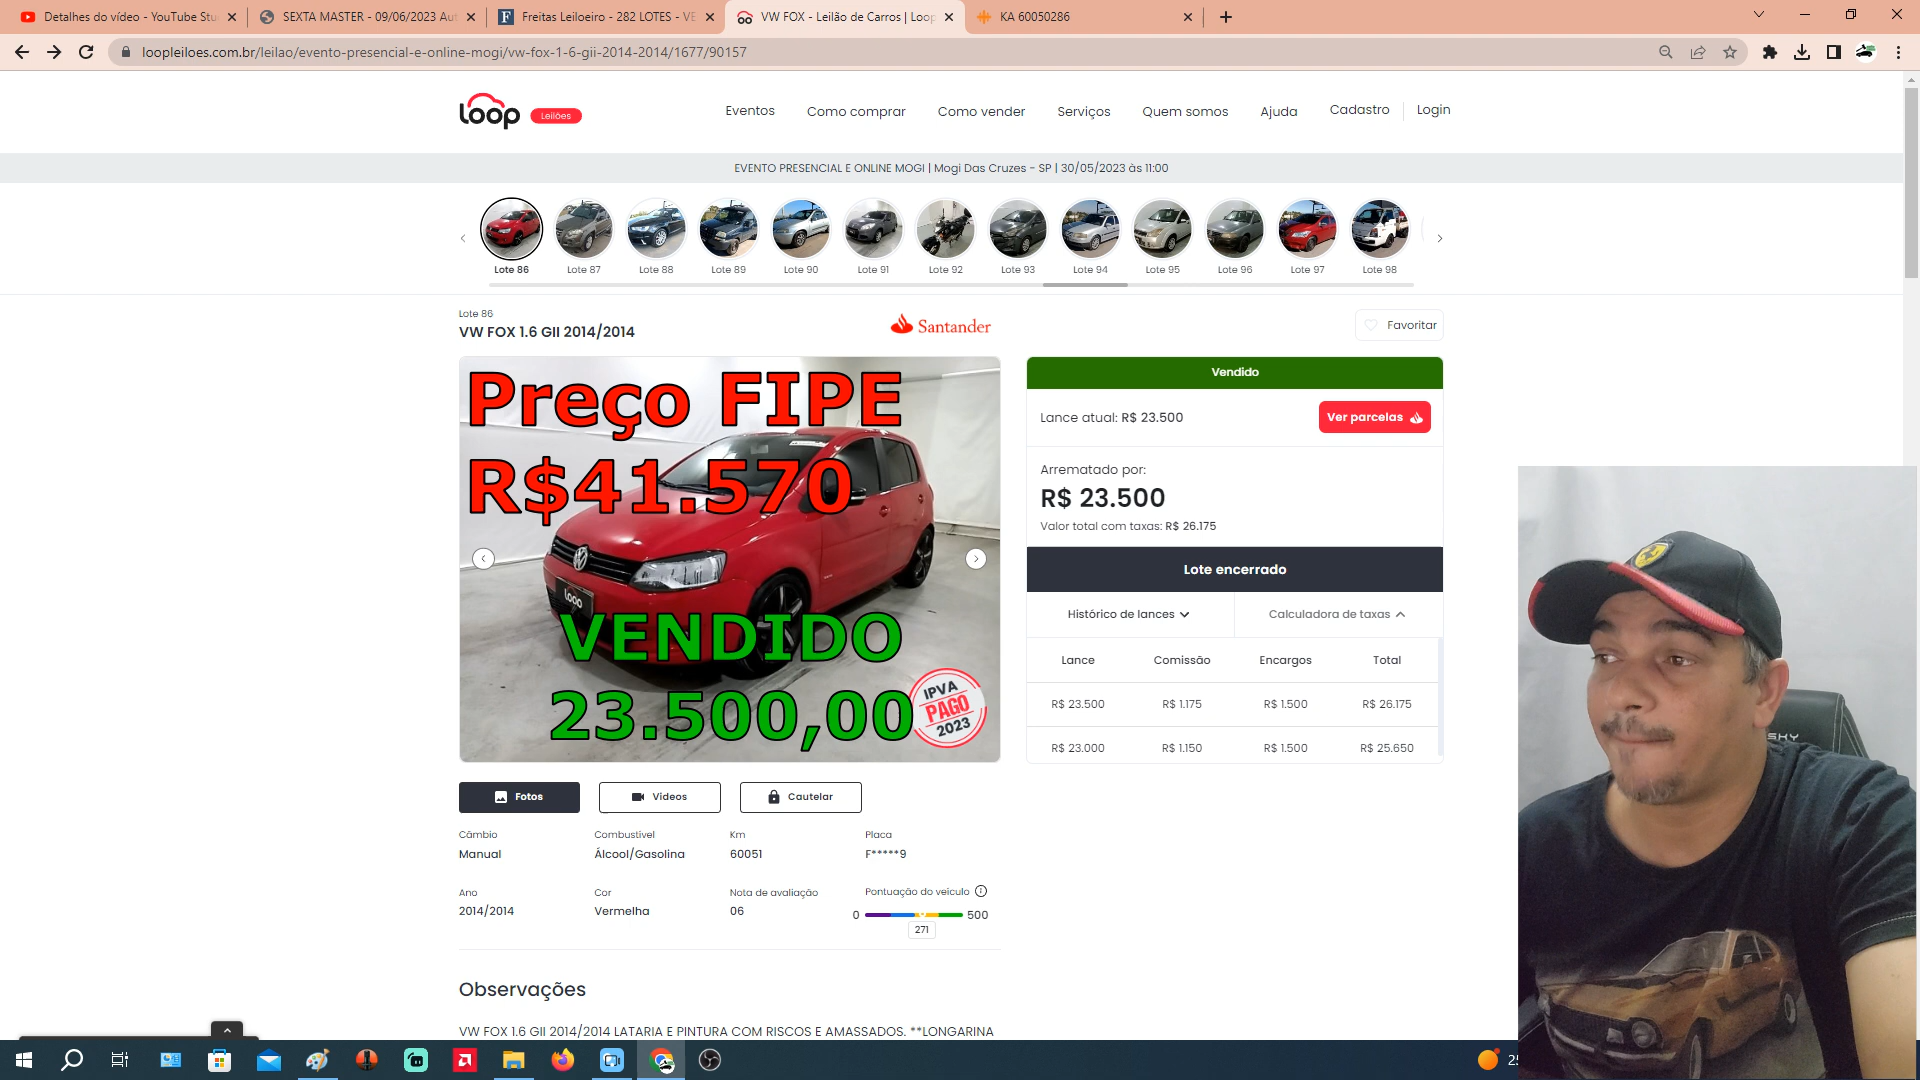 Detalhes do vídeo - YouTube Stu
SEXTA MASTER - 09/06/2023 Aut
Freitas Leiloeiro - 282 LOTES - VE
VW FOX - Leilão de Carros | Loop
KA 60050286
loopleiloes.com.br/leilao/evento-presencial-e-online-mogi/vw-fox-1-6-gii-2014-2014/1677/90157
loop Leilões
Eventos
Como comprar
Como vender
Serviços
Quem somos
Ajuda
Cadastro
Login
EVENTO PRESENCIAL E ONLINE MOGI | Mogi Das Cruzes - SP | 30/05/2023 às 11:00
Lote 86
Lote 87
Lote 88
Lote 89
Lote 90
Lote 91
Lote 92
Lote 93
Lote 94
Lote 95
Lote 96
Lote 97
Lote 98
Lote 86
VW FOX 1.6 GII 2014/2014
Santander
Favoritar
Preço FIPE
R$41.570
loop
VENDIDO
23.500,00
IPVA
PAGO
2023
Vendido
Lance atual: R$ 23.500
Ver parcelas
Arrematado por:
R$ 23.500
Valor total com taxas: R$ 26.175
Lote encerrado
Histórico de lances
Calculadora de taxas
Lance Comissão Encargos Total
R$ 23.500 R$ 1.175 R$ 1.500 R$ 26.175
R$ 23.000 R$ 1.150 R$ 1.500 R$ 25.650
Fotos
Vídeos
Cautelar
Câmbio Combustível Km Placa
Manual Álcool/Gasolina 60051 F*****9
Ano Cor Nota de avaliação Pontuação do veículo
2014/2014 Vermelha 06 0 500
271
Observações
VW FOX 1.6 GII 2014/2014 LATARIA E PINTURA COM RISCOS E AMASSADOS. **LONGARINA